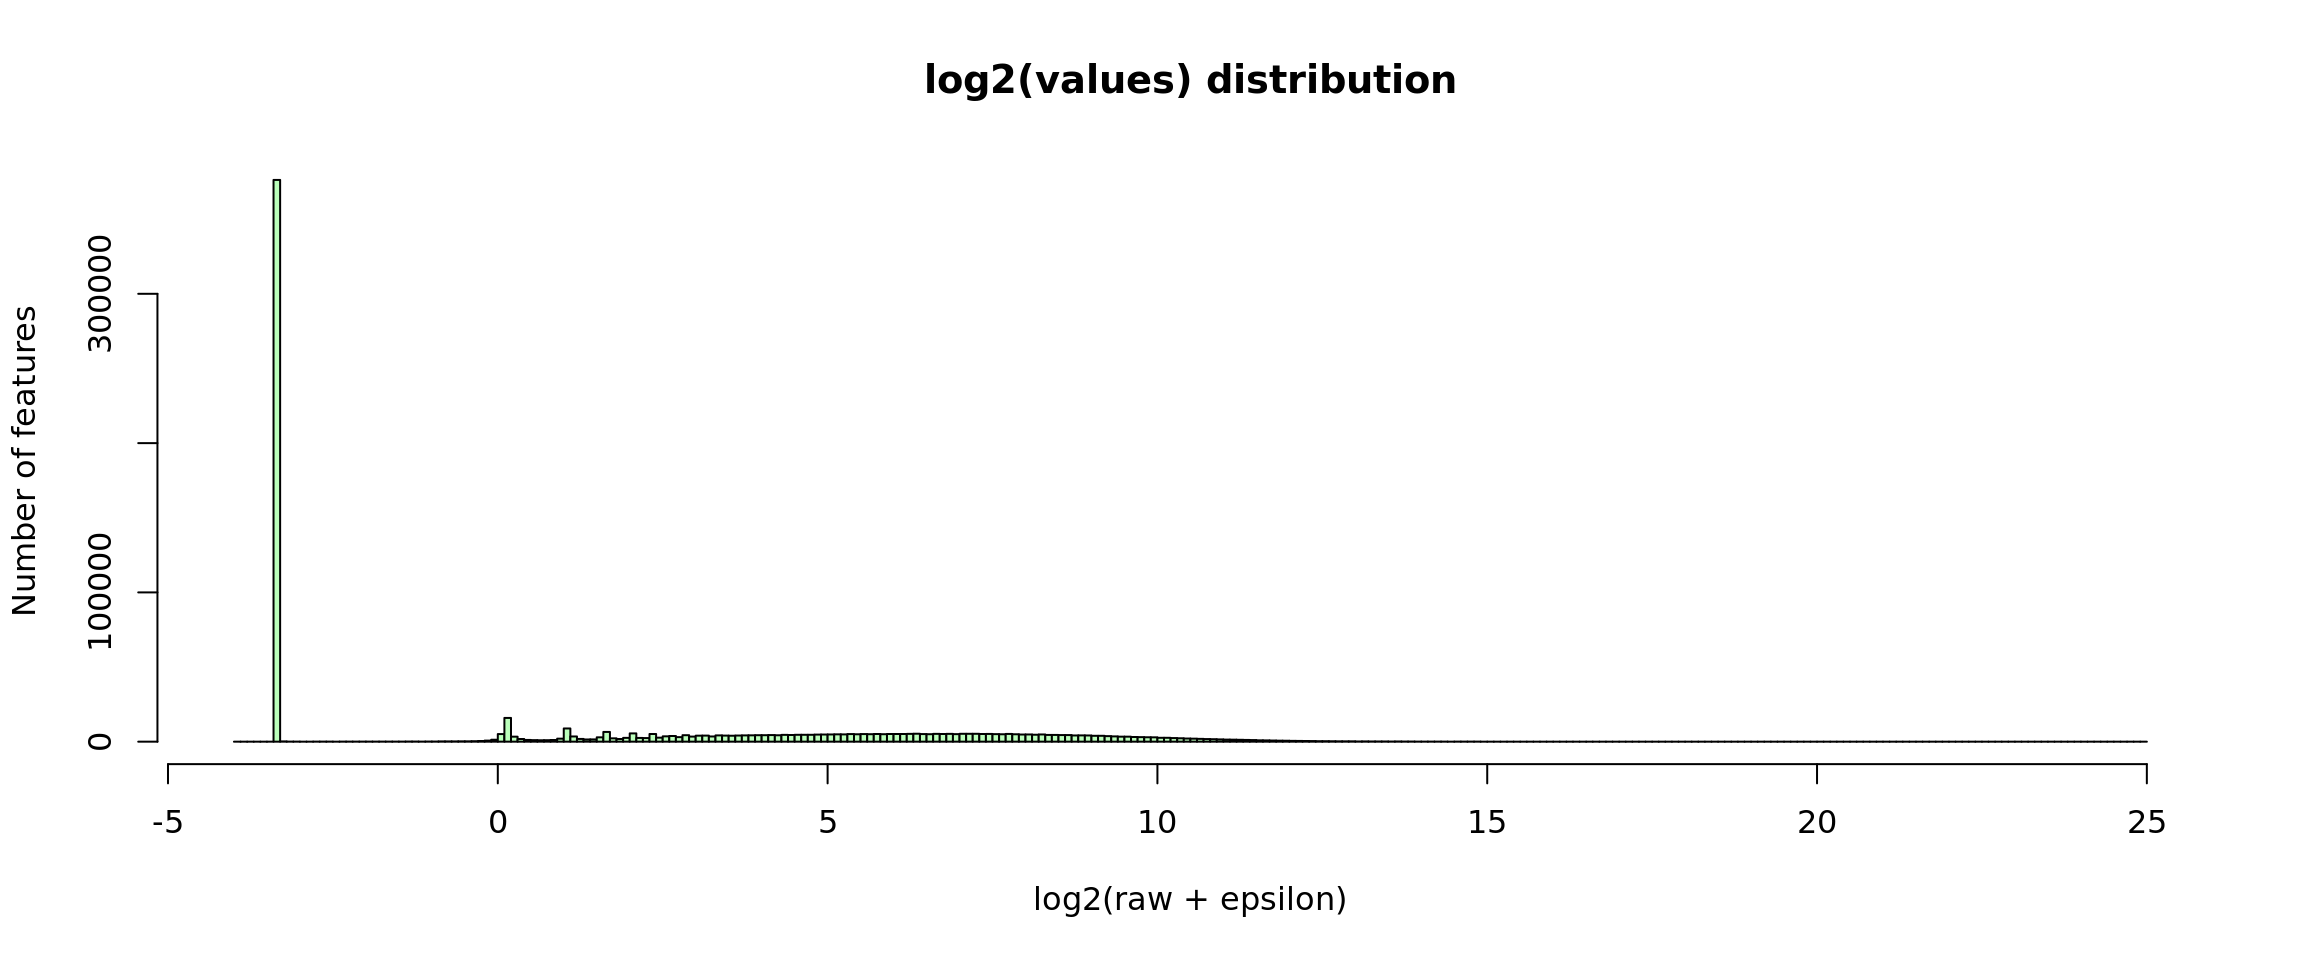 log2(values) distribution
Number of features
300000
100000
0
-5 0 5 10 15 20 25
log2(raw + epsilon)